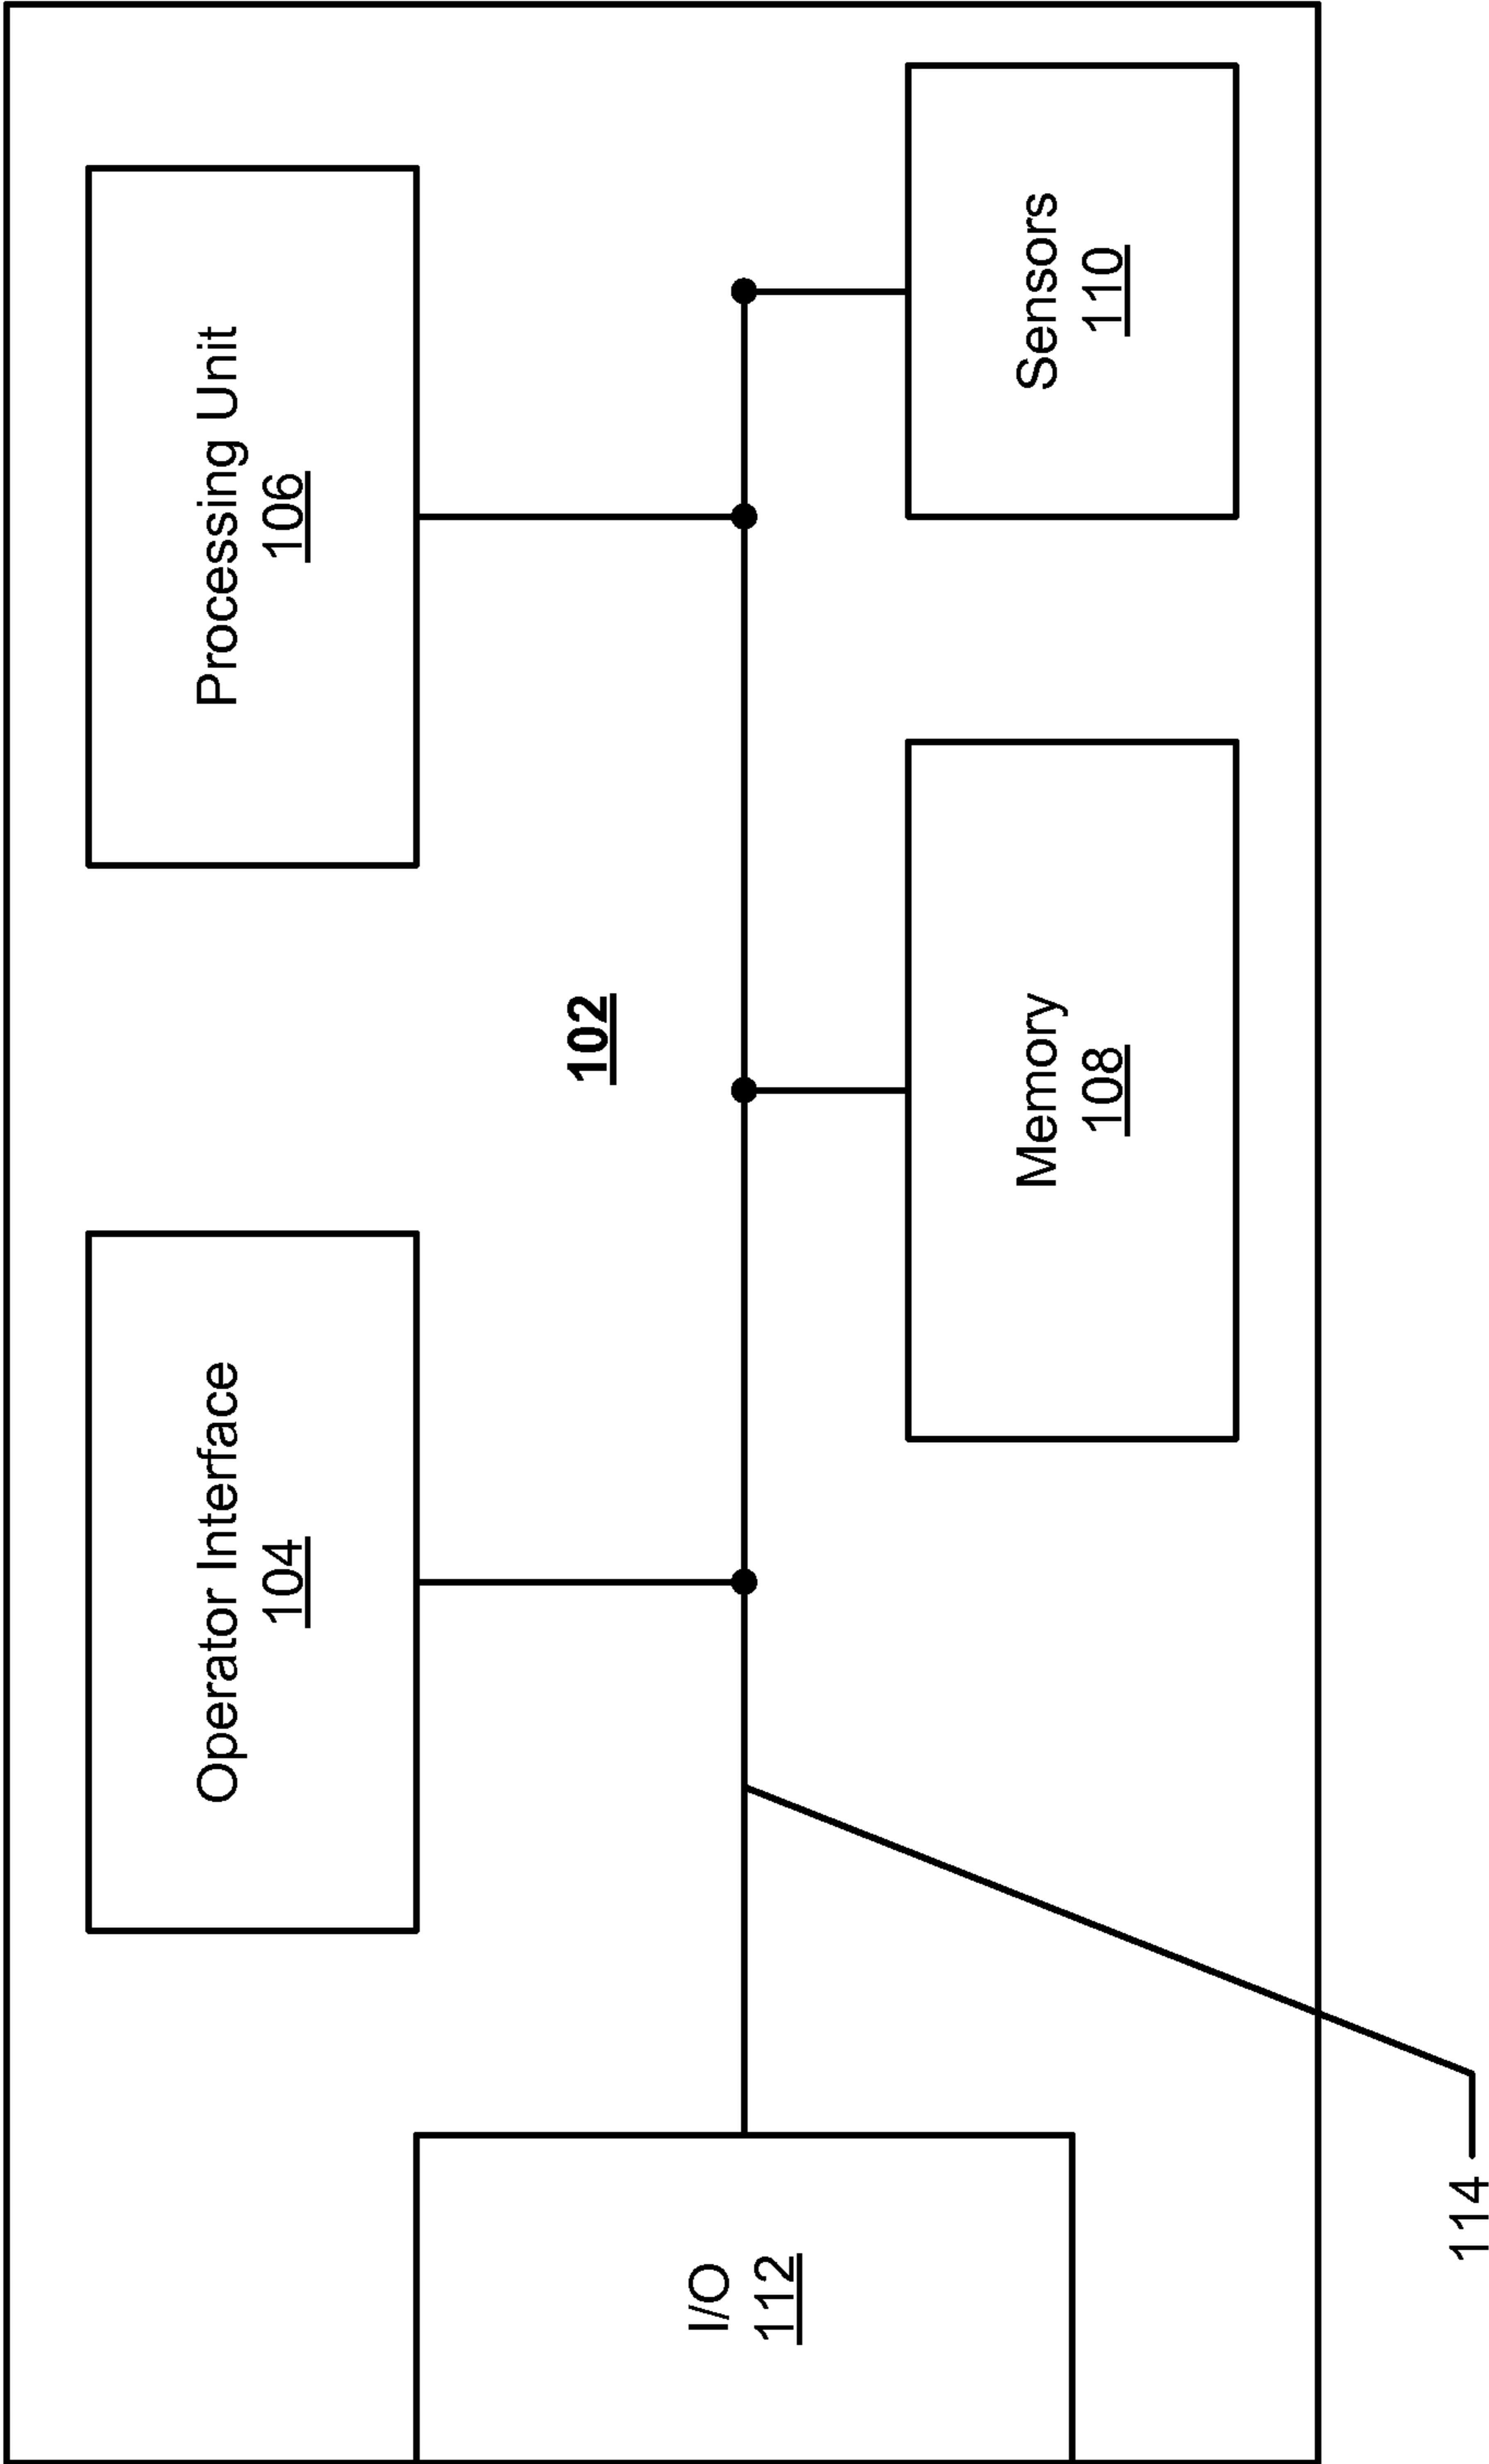 Operator Interface
104
Processing Unit
106
102
I/O
112
Memory
108
Sensors
110
114